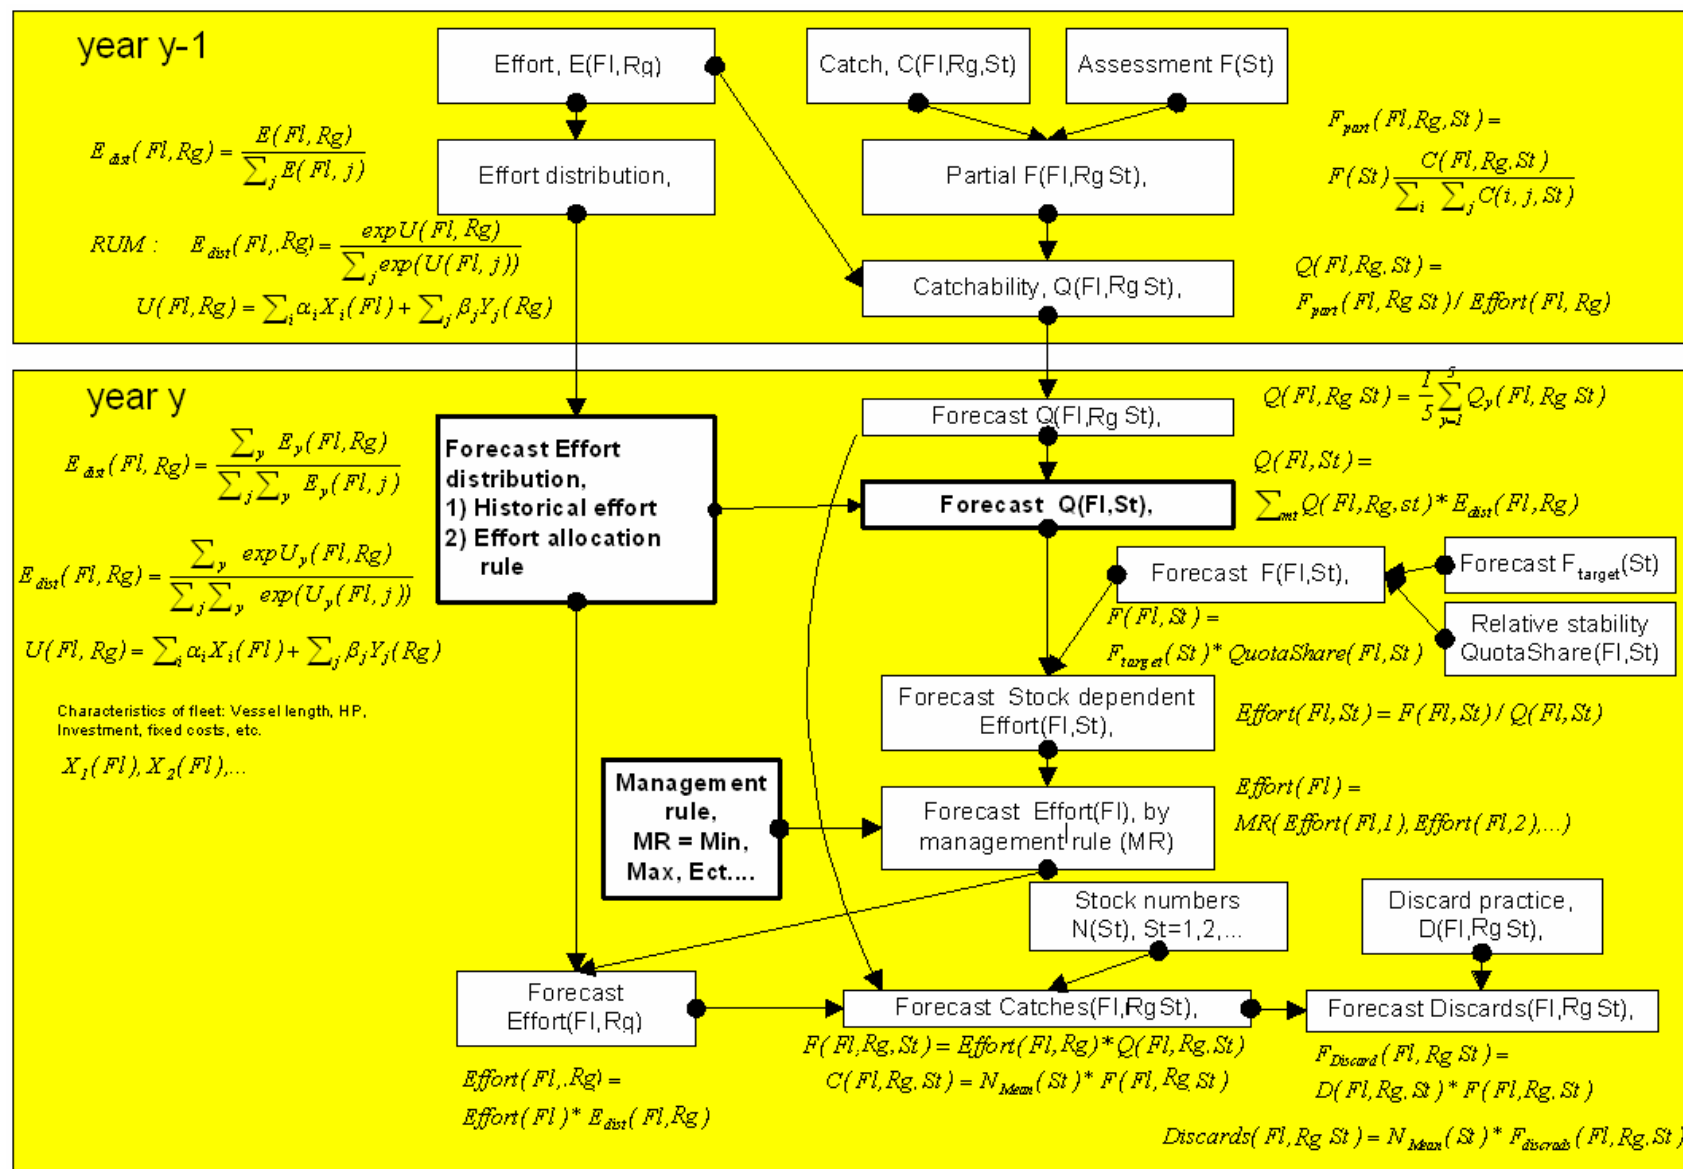 year y-1
Effort, E(Fl,Rg)
Catch, C(Fl,Rg,St)
Assessment F(St)
E_dist(Fl,Rg) = E(Fl,Rg) / ∑_j E(Fl,j)
Effort distribution,
Partial F(Fl,Rg St),
F_part(Fl,Rg,St) =
F(St) C(Fl,Rg,St) / ∑_i ∑_j C(i,j,St)
RUM : E_dist(Fl,.Rg) = exp U(Fl,Rg) / ∑_j exp(U(Fl,j))
U(Fl,Rg) = ∑_i α_i X_i(Fl) + ∑_j β_j Y_j(Rg)
Catchability, Q(Fl,Rg St),
Q(Fl,Rg.St) =
F_part(Fl,Rg St) / Effort(Fl,Rg)
year y
E_dist(Fl,Rg) = ∑_y E_y(Fl,Rg) / ∑_j ∑_y E_y(Fl,j)
E_dist(Fl,Rg) = ∑_y exp U_y(Fl,Rg) / ∑_j ∑_y exp(U_y(Fl,j))
U(Fl,Rg) = ∑_i α_i X_i(Fl) + ∑_j β_j Y_j(Rg)
Characteristics of fleet: Vessel length, HP,
Investment, fixed costs, etc.
X_1(Fl),X_2(Fl),...
Forecast Effort
distribution,
1) Historical effort
2) Effort allocation
rule
Forecast Q(Fl,Rg St),
Q(Fl,Rg St) = 1/5 ∑_{y=1}^5 Q_y(Fl,Rg St)
Forecast Q(Fl,St),
Q(Fl,St) =
∑_mt Q(Fl,Rg,st)* E_dist(Fl,Rg)
Forecast F(Fl,St),
Forecast F_target(St)
Relative stability
QuotaShare(Fl,St)
F(Fl,St) =
F_target(St)* QuotaShare(Fl,St)
Forecast Stock dependent
Effort(Fl,St),
Effort(Fl,St) = F(Fl,St) / Q(Fl,St)
Management
rule,
MR = Min,
Max, Ect....
Forecast Effort(Fl), by
management rule (MR)
Effort(Fl) =
MR(Effort(Fl,1),Effort(Fl,2),...)
Stock numbers
N(St), St=1,2,...
Discard practice,
D(Fl,Rg St),
Forecast
Effort(Fl,Rg)
Forecast Catches(Fl,Rg St),
Forecast Discards(Fl,Rg St),
Effort(Fl,.Rg) =
Effort(Fl)* E_dist(Fl,Rg)
F(Fl,Rg,St) = Effort(Fl,Rg)*Q(Fl,Rg.St)
C(Fl,Rg.St) = N_Mean(St)* F(Fl,Rg St)
F_Discard(Fl,Rg St) =
D(Fl,Rg,St)* F(Fl,Rg,St)
Discards(Fl,Rg St) = N_Mean(St)* F_discrads(Fl,Rg.St)